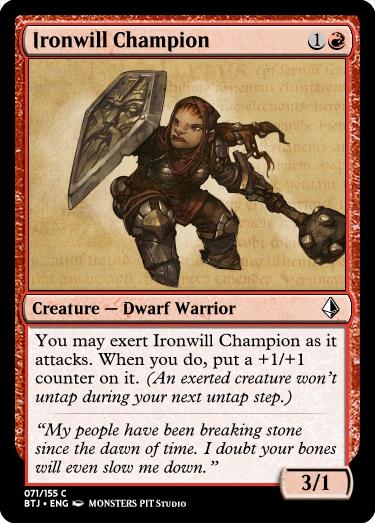 Ironwill Champion 1
Creature — Dwarf Warrior
You may exert Ironwill Champion as it
attacks. When you do, put a +1/+1
counter on it. (An exerted creature won't
untap during your next untap step.)
“My people have been breaking stone
since the dawn of time. I doubt your bones
will even slow me down.”
3/1
071/155 C
BTJ • ENG MONSTERS PIT STUDIO